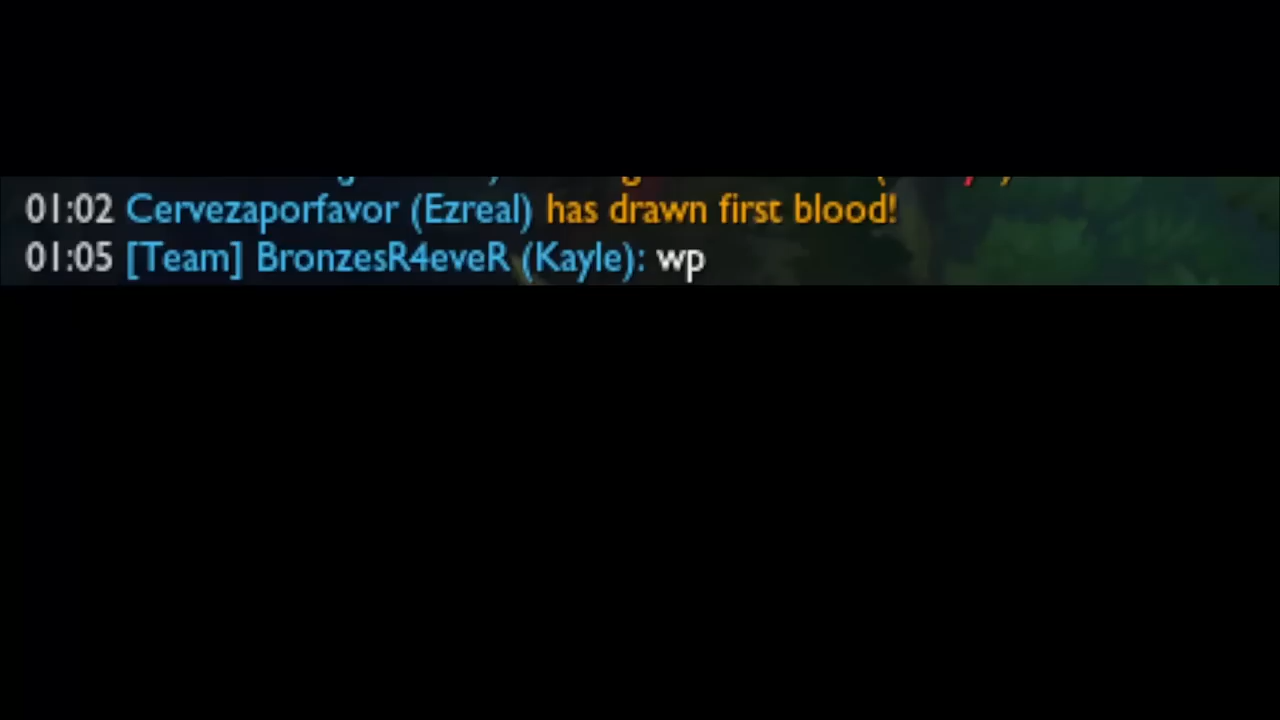 01:02 Cervezaporfavor (Ezreal) has drawn first blood!
01:05 [Team] BronzesR4eveR (Kayle): wp